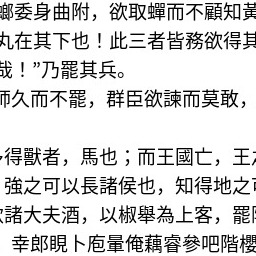 螂委身曲附，欲取蟬而不顧知黃
丸在其下也！此三者皆務欲得其
哉！”乃罷其兵。
師久而不罷，群臣欲諫而莫敢，
得獸者，馬也；而王國亡，王
強之可以長諸侯也，知得地之可
諸大夫酒，以椒舉為上客，罷
幸郎睍卜庖暈俺藕睿參吧階櫻